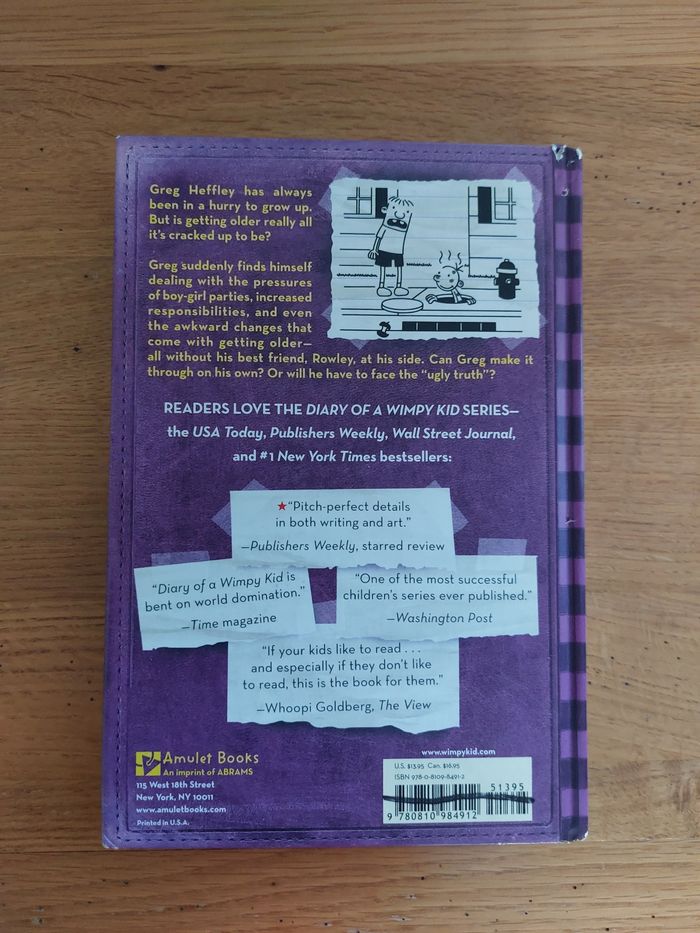 Greg Heffley has always
been in a hurry to grow up.
But is getting older really all
it's cracked up to be?
Greg suddenly finds himself
dealing with the pressures
of boy-girl parties, increased
responsibilities, and even
the awkward changes that
come with getting older—
all without his best friend, Rowley, at his side. Can Greg make it
through on his own? Or will he have to face the "ugly truth"?
READERS LOVE THE DIARY OF A WIMPY KID SERIES—
the USA Today, Publishers Weekly, Wall Street Journal,
and #1 New York Times bestsellers:
★"Pitch-perfect details
in both writing and art."
—Publishers Weekly, starred review
"Diary of a Wimpy Kid is
bent on world domination."
—Time magazine
"One of the most successful
children's series ever published."
—Washington Post
"If your kids like to read . . .
and especially if they don't like
to read, this is the book for them."
—Whoopi Goldberg, The View
Amulet Books
An imprint of ABRAMS
115 West 18th Street
New York, NY 10011
www.amuletbooks.com
Printed in U.S.A.
www.wimpykid.com
U.S. $13.95 Can. $16.95
ISBN 978-0-8109-8491-2
51395
9 780810 984912